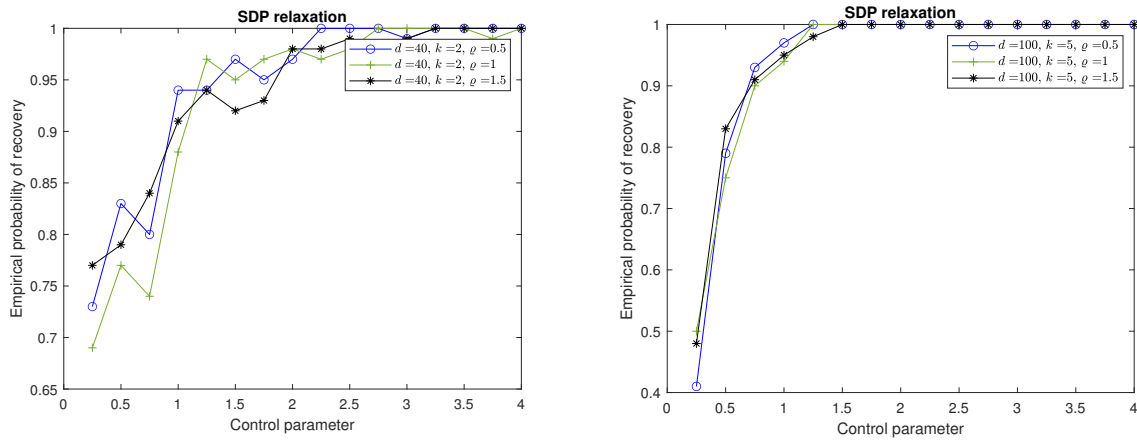 SDP relaxation
1
0.95
0.9
0.85
0.8
0.75
0.7
0.65
Empirical probability of recovery
d =40, k =2, ϱ =0.5
d =40, k =2, ϱ =1
d =40, k =2, ϱ =1.5
0 0.5 1 1.5 2 2.5 3 3.5 4
Control parameter
SDP relaxation
1
0.9
0.8
0.7
0.6
0.5
0.4
Empirical probability of recovery
d =100, k =5, ϱ =0.5
d =100, k =5, ϱ =1
d =100, k =5, ϱ =1.5
0 0.5 1 1.5 2 2.5 3 3.5 4
Control parameter